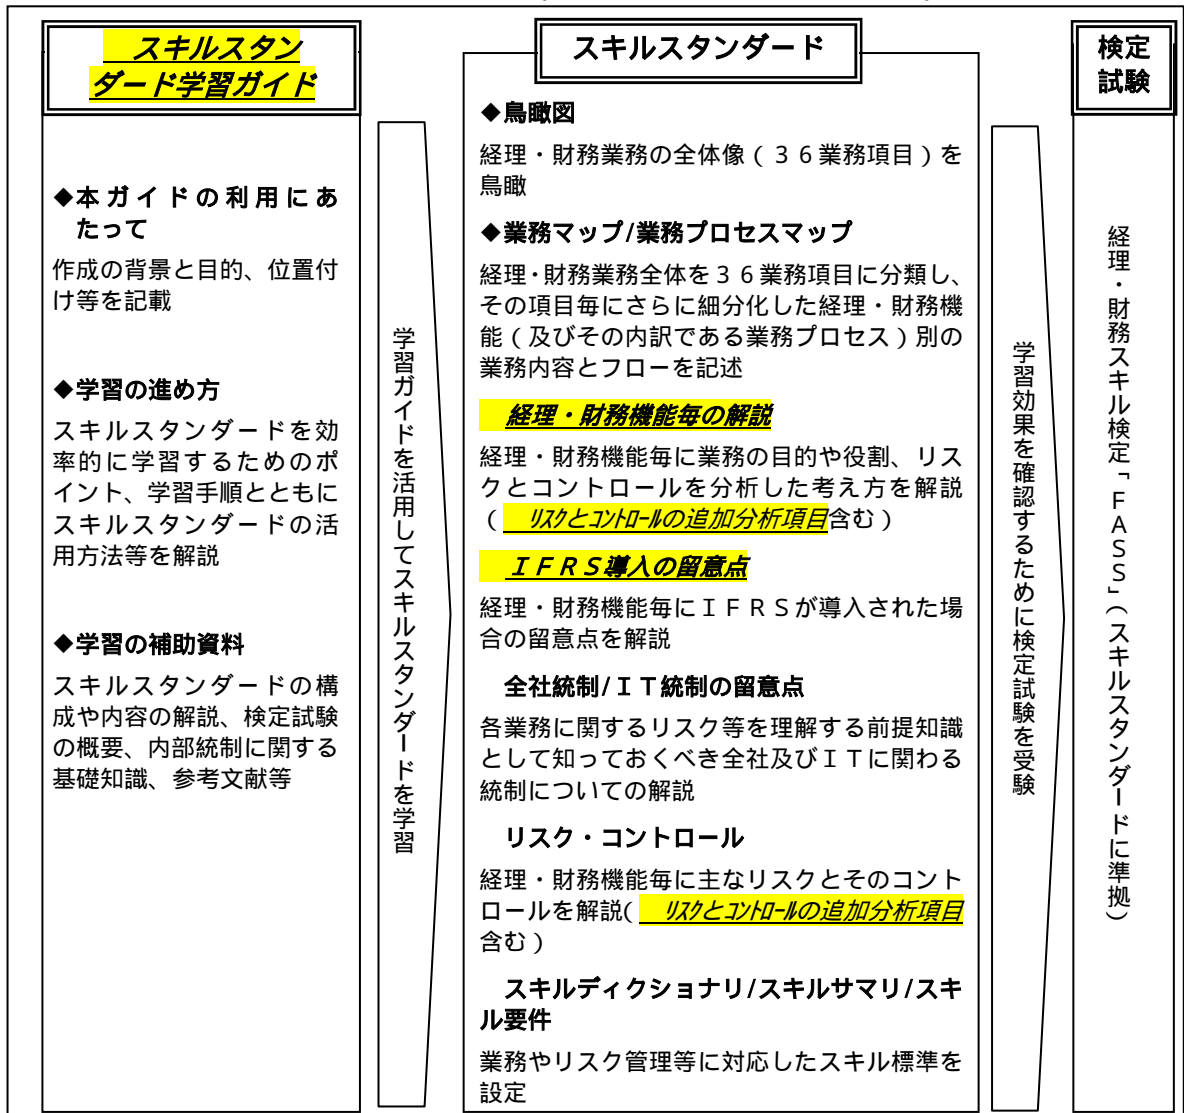 スキルスタン
ダード学習ガイド
◆本ガイドの利用にあ
たって
作成の背景と目的、位置付
け等を記載
◆学習の進め方
スキルスタンダードを効
率的に学習するためのポ
イント、学習手順とともに
スキルスタンダードの活
用方法等を解説
◆学習の補助資料
スキルスタンダードの構
成や内容の解説、検定試験
の概要、内部統制に関する
基礎知識、参考文献等
学習ガイドを活用してスキルスタンダードを学習
スキルスタンダード
◆鳥瞰図
経理・財務業務の全体像(36業務項目)を
鳥瞰
◆業務マップ/業務プロセスマップ
経理・財務業務全体を36業務項目に分類し、
その項目毎にさらに細分化した経理・財務機
能(及びその内訳である業務プロセス)別の
業務内容とフローを記述
経理・財務機能毎の解説
経理・財務機能毎に業務の目的や役割、リス
クとコントロールを分析した考え方を解説
(リスクとコントロールの追加分析項目含む)
IFRS導入の留意点
経理・財務機能毎にIFRSが導入された場
合の留意点を解説
全社統制/IT統制の留意点
各業務に関するリスク等を理解する前提知識
として知っておくべき全社及びITに関わる
統制についての解説
リスク・コントロール
経理・財務機能毎に主なリスクとそのコント
ロールを解説(リスクとコントロールの追加分析項目
含む)
スキルディクショナリ/スキルサマリ/スキ
ル要件
業務やリスク管理等に対応したスキル標準を
設定
学習効果を確認するために検定試験を受験
検定
試験
経理・財務スキル検定「FASS」(スキルスタンダードに準拠)